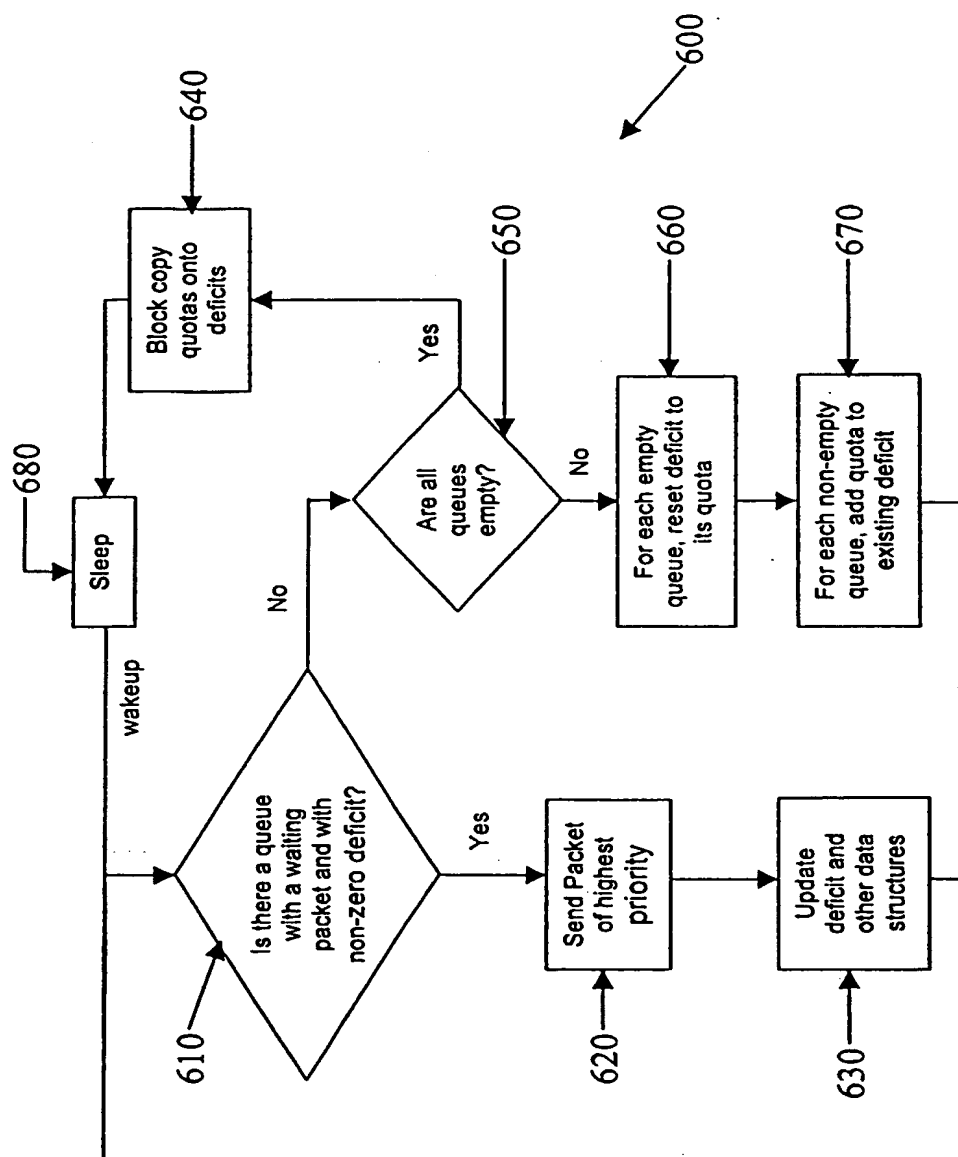 680
Sleep
wakeup
640
Block copy
quotas onto
deficits
610
Is there a queue
with a waiting
packet and with
non-zero deficit?
No
Yes
Are all
queues
empty?
650
Yes
No
600
620
Send Packet
of highest
priority
660
For each empty
queue, reset deficit to
its quota
630
Update
deficit and
other data
structures
670
For each non-empty
queue, add quota to
existing deficit